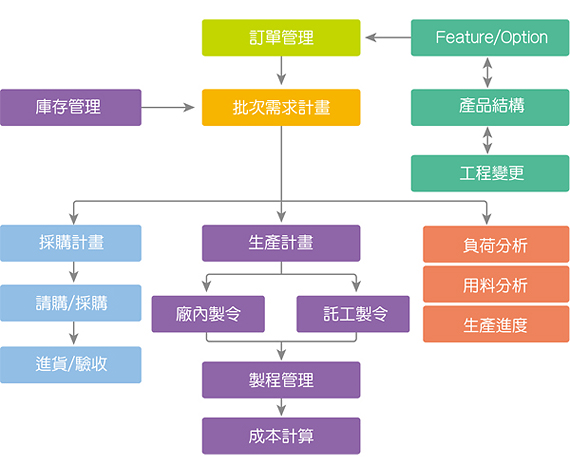 訂單管理
Feature/Option
庫存管理
批次需求計畫
產品結構
工程變更
採購計畫
生產計畫
負荷分析
請購/採購
廠內製令
託工製令
用料分析
生產進度
進貨/驗收
製程管理
成本計算